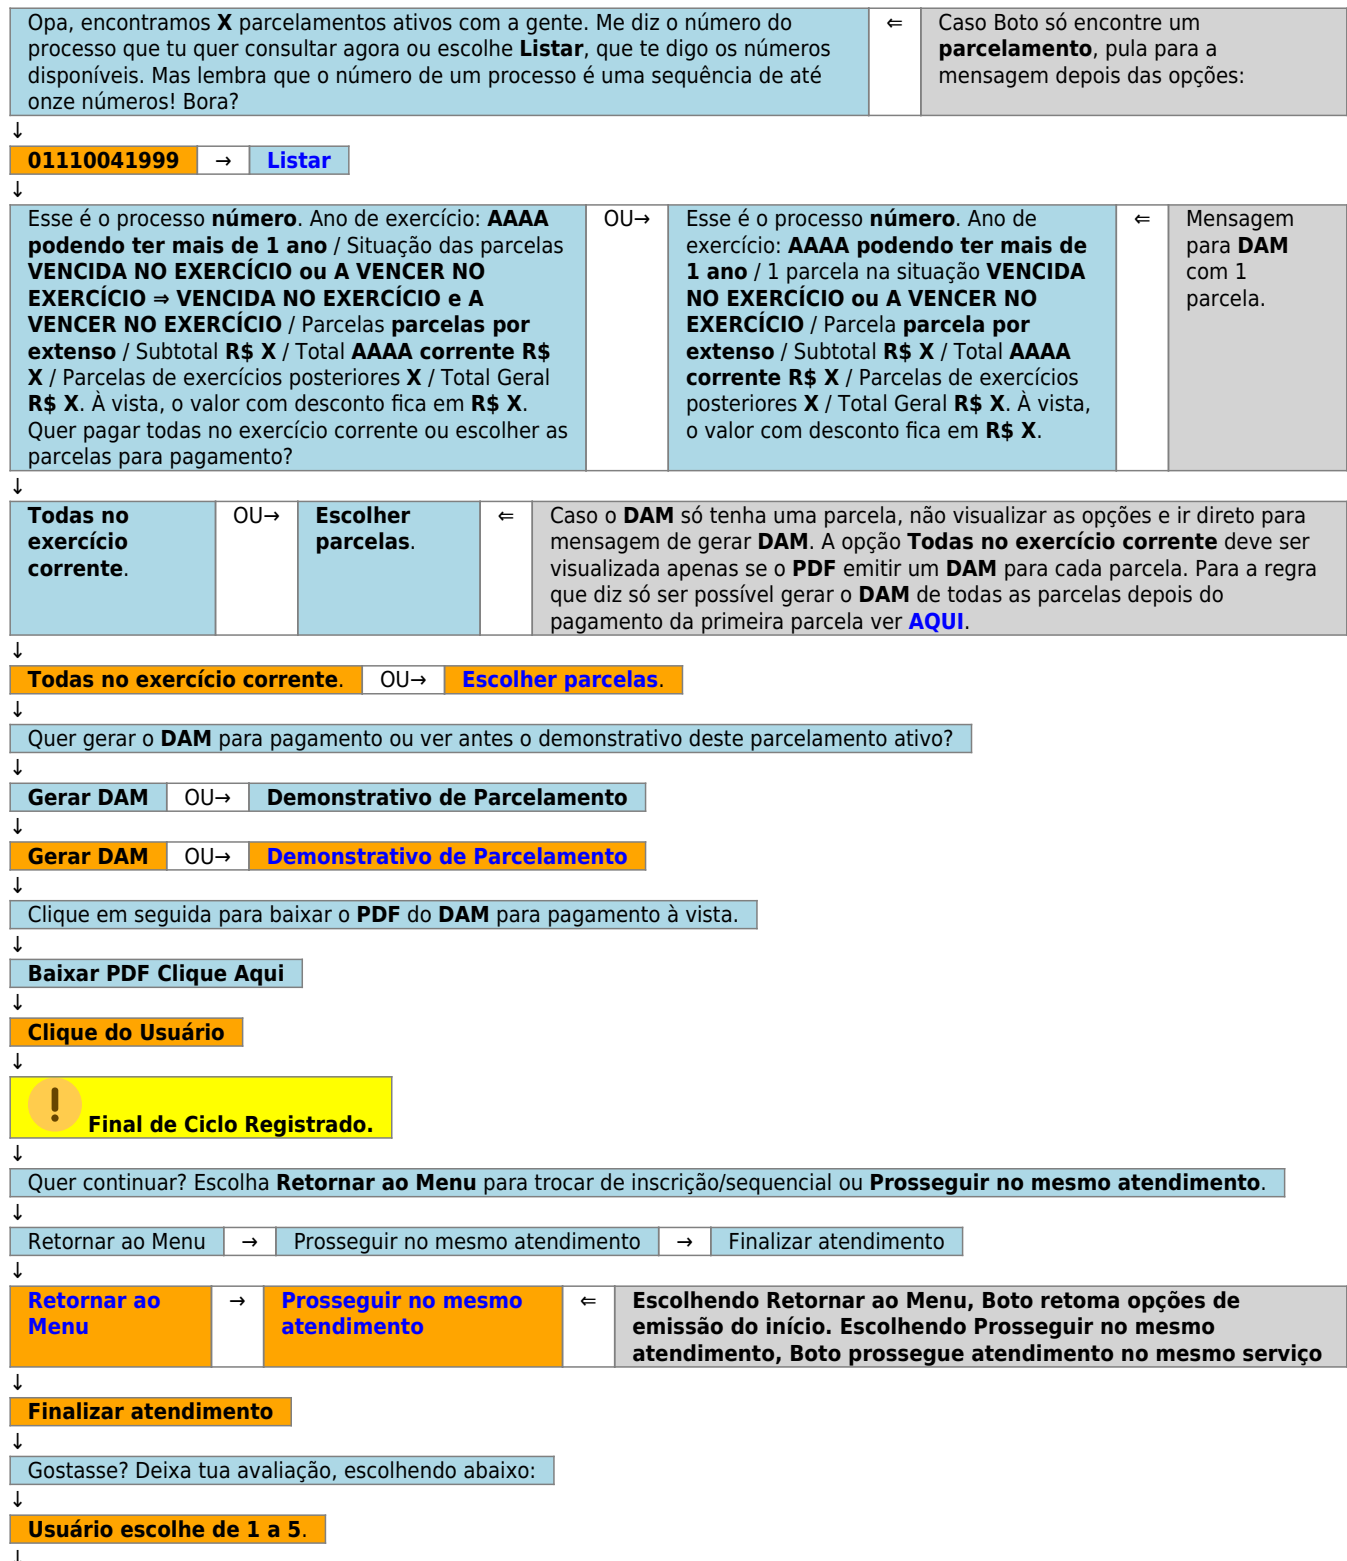 Opa, encontramos X parcelamentos ativos com a gente. Me diz o número do
processo que tu quer consultar agora ou escolhe Listar, que te digo os números
disponíveis. Mas lembra que o número de um processo é uma sequência de até
onze números! Bora?
⇐
Caso Boto só encontre um
parcelamento, pula para a
mensagem depois das opções:
↓
01110041999 → Listar
↓
Esse é o processo número. Ano de exercício: AAAA
podendo ter mais de 1 ano / Situação das parcelas
VENCIDA NO EXERCÍCIO ou A VENCER NO
EXERCÍCIO ⇒ VENCIDA NO EXERCÍCIO e A
VENCER NO EXERCÍCIO / Parcelas parcelas por
extenso / Subtotal R$ X / Total AAAA corrente R$
X / Parcelas de exercícios posteriores X / Total Geral
R$ X. À vista, o valor com desconto fica em R$ X.
Quer pagar todas no exercício corrente ou escolher as
parcelas para pagamento?
OU→
Esse é o processo número. Ano de
exercício: AAAA podendo ter mais de
1 ano / 1 parcela na situação VENCIDA
NO EXERCÍCIO ou A VENCER NO
EXERCÍCIO / Parcela parcela por
extenso / Subtotal R$ X / Total AAAA
corrente R$ X / Parcelas de exercícios
posteriores X / Total Geral R$ X. À vista,
o valor com desconto fica em R$ X.
⇐
Mensagem
para DAM
com 1
parcela.
↓
Todas no
exercício
corrente.
OU→
Escolher
parcelas.
⇐
Caso o DAM só tenha uma parcela, não visualizar as opções e ir direto para
mensagem de gerar DAM. A opção Todas no exercício corrente deve ser
visualizada apenas se o PDF emitir um DAM para cada parcela. Para a regra
que diz só ser possível gerar o DAM de todas as parcelas depois do
pagamento da primeira parcela ver AQUI.
↓
Todas no exercício corrente. OU→ Escolher parcelas.
↓
Quer gerar o DAM para pagamento ou ver antes o demonstrativo deste parcelamento ativo?
↓
Gerar DAM OU→ Demonstrativo de Parcelamento
↓
Gerar DAM OU→ Demonstrativo de Parcelamento
↓
Clique em seguida para baixar o PDF do DAM para pagamento à vista.
↓
Baixar PDF Clique Aqui
↓
Clique do Usuário
↓
Final de Ciclo Registrado.
↓
Quer continuar? Escolha Retornar ao Menu para trocar de inscrição/sequencial ou Prosseguir no mesmo atendimento.
↓
Retornar ao Menu → Prosseguir no mesmo atendimento → Finalizar atendimento
↓
Retornar ao
Menu
→
Prosseguir no mesmo
atendimento
⇐
Escolhendo Retornar ao Menu, Boto retoma opções de
emissão do início. Escolhendo Prosseguir no mesmo
atendimento, Boto prossegue atendimento no mesmo serviço
↓
Finalizar atendimento
↓
Gostasse? Deixa tua avaliação, escolhendo abaixo:
↓
Usuário escolhe de 1 a 5.
↓